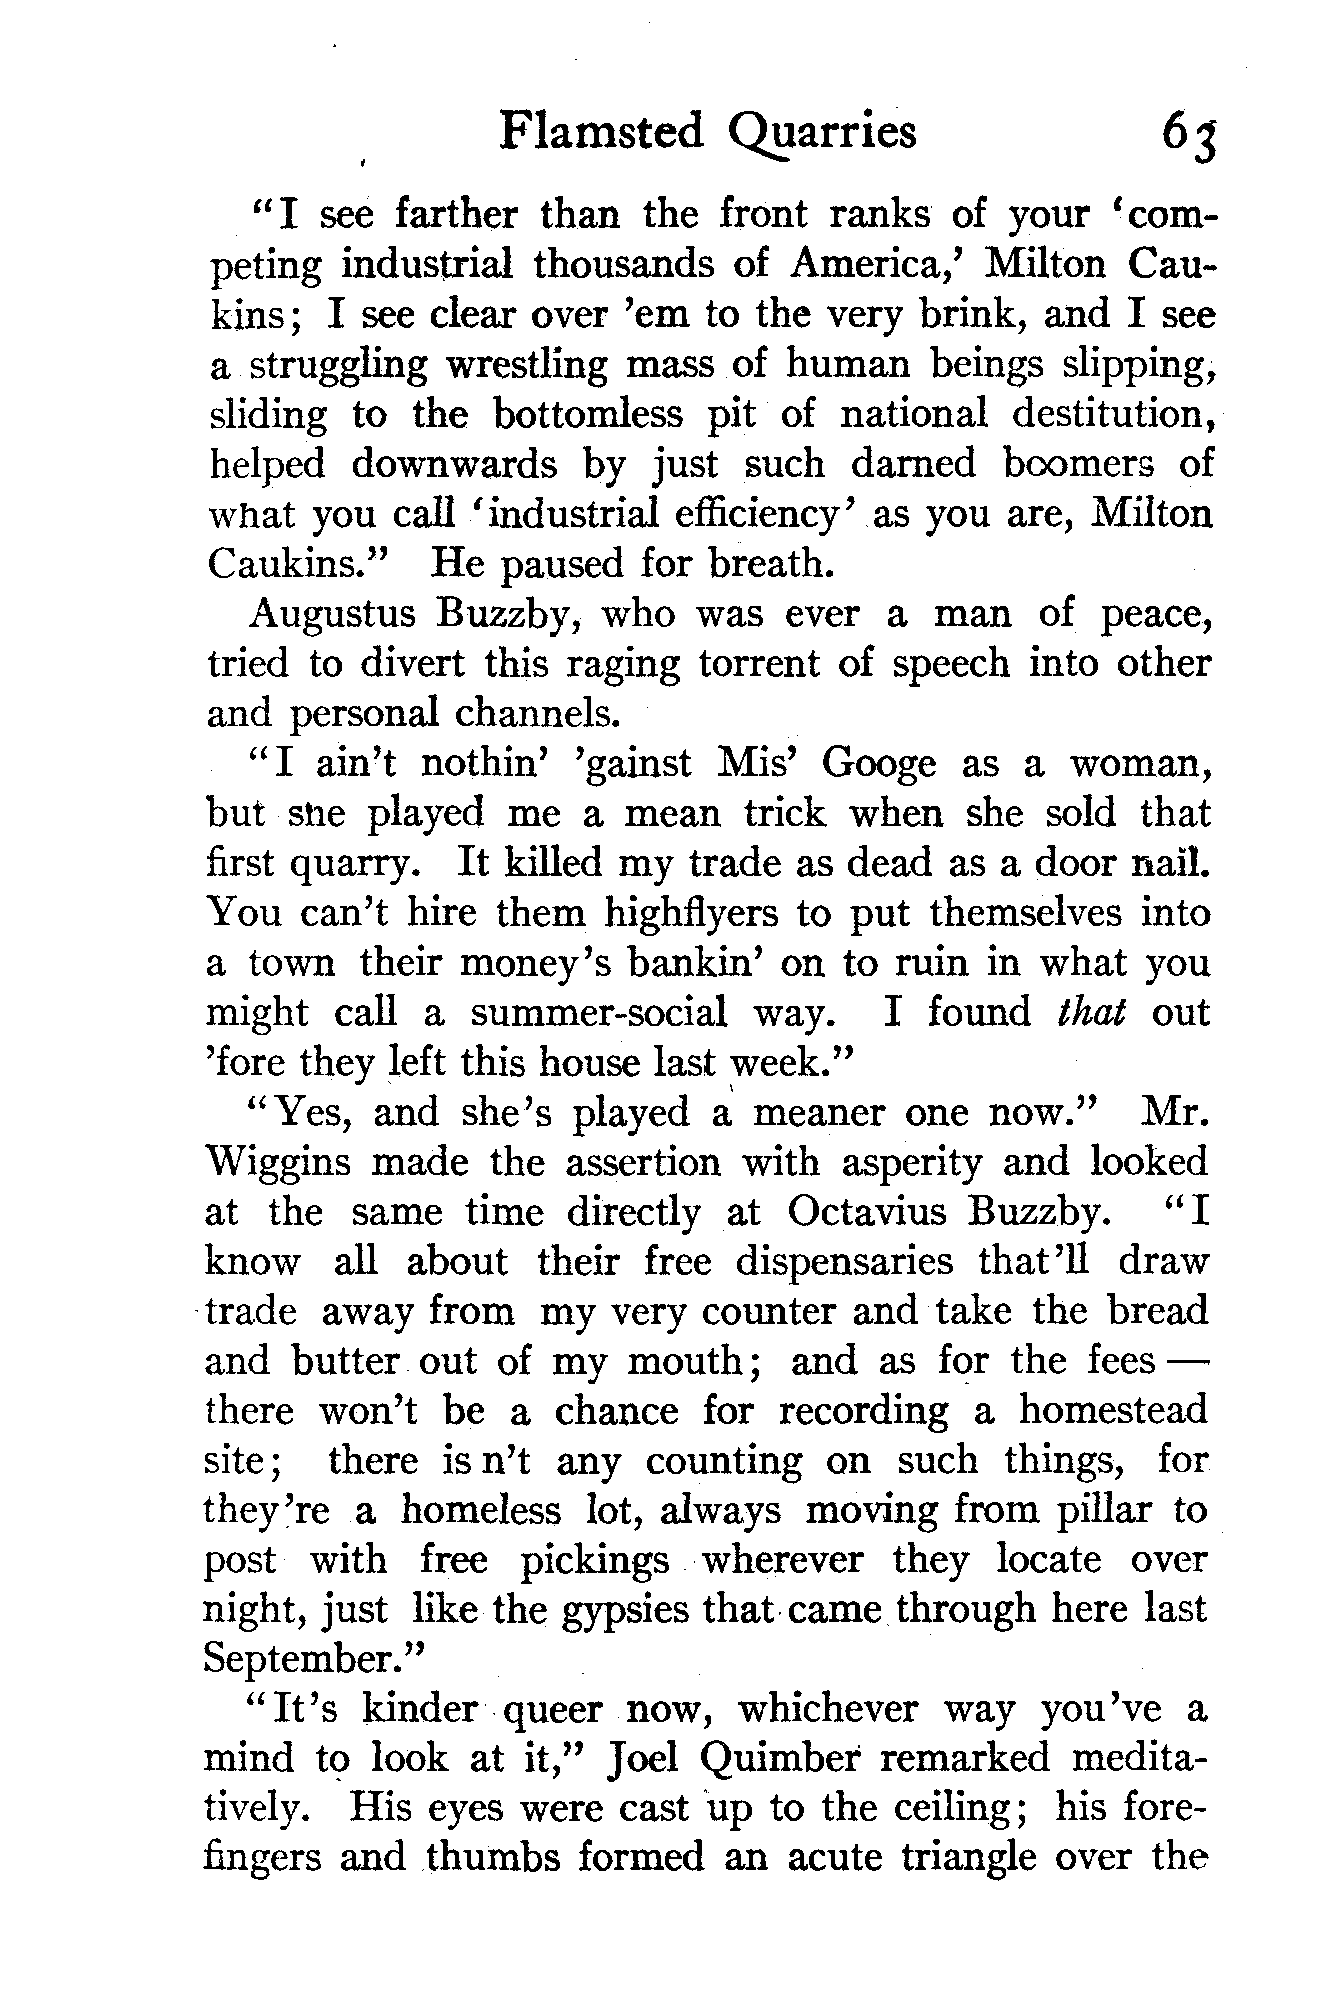 Flamsted Quarries 63
“I see farther than the front ranks of your ‘com-
peting industrial thousands of America,’ Milton Cau-
kins; I see clear over ’em to the very brink, and I see
a struggling wrestling mass of human beings slipping,
sliding to the bottomless pit of national destitution,
helped downwards by just such darned boomers of
what you call ‘industrial efficiency’ as you are, Milton
Caukins.” He paused for breath.
Augustus Buzzby, who was ever a man of peace,
tried to divert this raging torrent of speech into other
and personal channels.
“I ain’t nothin’ ’gainst Mis’ Googe as a woman,
but she played me a mean trick when she sold that
first quarry. It killed my trade as dead as a door nail.
You can’t hire them highflyers to put themselves into
a town their money’s bankin’ on to ruin in what you
might call a summer-social way. I found that out
’fore they left this house last week.”
“Yes, and she’s played a meaner one now.” Mr.
Wiggins made the assertion with asperity and looked
at the same time directly at Octavius Buzzby. “I
know all about their free dispensaries that’ll draw
trade away from my very counter and take the bread
and butter out of my mouth; and as for the fees —
there won’t be a chance for recording a homestead
site; there is n’t any counting on such things, for
they’re a homeless lot, always moving from pillar to
post with free pickings wherever they locate over
night, just like the gypsies that came through here last
September.”
“It’s kinder queer now, whichever way you’ve a
mind to look at it,” Joel Quimber remarked medita-
tively. His eyes were cast up to the ceiling; his fore-
fingers and thumbs formed an acute triangle over the